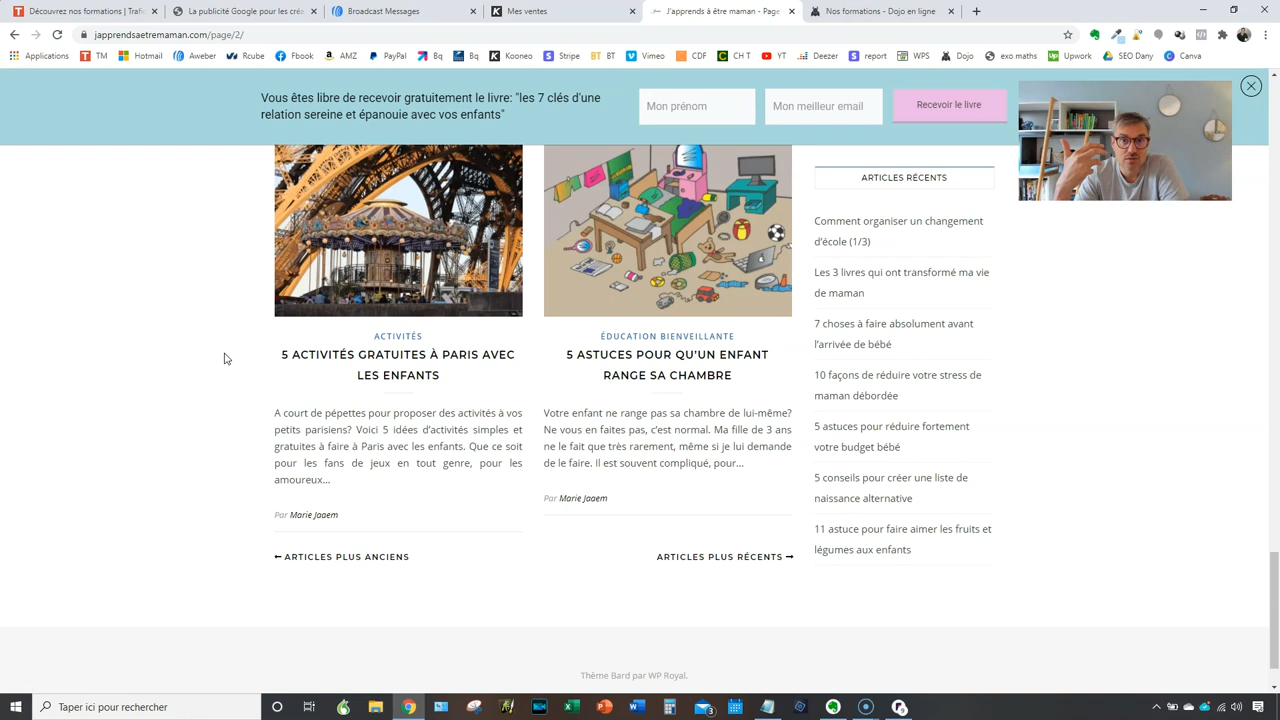 Découvrez nos formations | Trafi
La publicité Google pour les créa
Broadcast Messages
Mes ventes
J'apprends à être maman - Page
Nos formations - Dojo en ligne
japprendsaetremaman.com/page/2/
Applications
TM
Hotmail
Aweber
Rcube
Fbook
AMZ
PayPal
Bq
Bq
Kooneo
Stripe
BT
Vimeo
CDF
CH T
YT
Deezer
report
WPS
Dojo
exo maths
Upwork
SEO Dany
Canva
Vous êtes libre de recevoir gratuitement le livre: "les 7 clés d'une
relation sereine et épanouie avec vos enfants"
Mon prénom
Mon meilleur email
Recevoir le livre
ACTIVITÉS
5 ACTIVITÉS GRATUITES À PARIS AVEC
LES ENFANTS
A court de pépettes pour proposer des activités à vos
petits parisiens? Voici 5 idées d'activités simples et
gratuites à faire à Paris avec les enfants. Que ce soit
pour les fans de jeux en tout genre, pour les
amoureux...
Par Marie Jaaem
ÉDUCATION BIENVEILLANTE
5 ASTUCES POUR QU'UN ENFANT
RANGE SA CHAMBRE
Votre enfant ne range pas sa chambre de lui-même?
Ne vous en faites pas, c'est normal. Ma fille de 3 ans
ne le fait que très rarement, même si je lui demande
de le faire. Il est souvent compliqué, pour...
Par Marie Jaaem
ARTICLES PLUS ANCIENS
ARTICLES PLUS RÉCENTS
ARTICLES RÉCENTS
Comment organiser un changement
d'école (1/3)
Les 3 livres qui ont transformé ma vie
de maman
7 choses à faire absolument avant
l'arrivée de bébé
10 façons de réduire votre stress de
maman débordée
5 astuces pour réduire fortement
votre budget bébé
5 conseils pour créer une liste de
naissance alternative
11 astuce pour faire aimer les fruits et
légumes aux enfants
Thème Bard par WP Royal.
Taper ici pour rechercher